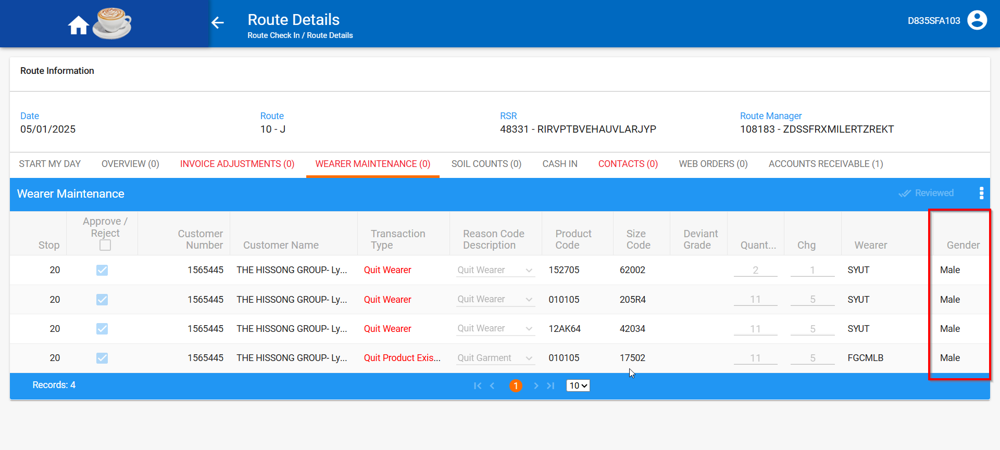 Route Details
Route Check In / Route Details
D835SFA103
Route Information
Date
05/01/2025
Route
10 - J
RSR
48331 - RIRVPTBVEHAUVLARJYP
Route Manager
108183 - ZDSSFRXMILERTZREKT
START MY DAY OVERVIEW (0) INVOICE ADJUSTMENTS (0) WEARER MAINTENANCE (0) SOIL COUNTS (0) CASH IN CONTACTS (0) WEB ORDERS (0) ACCOUNTS RECEIVABLE (1)
Wearer Maintenance
Reviewed
Stop
Approve /
Reject
Customer
Number
Customer Name
Transaction
Type
Reason Code
Description
Product
Code
Size
Code
Deviant
Grade
Quant...
Chg
Wearer
Gender
20 1565445 THE HISSONG GROUP- Ly... Quit Wearer Quit Wearer 152705 62002 2 1 SYUT Male
20 1565445 THE HISSONG GROUP- Ly... Quit Wearer Quit Wearer 010105 205R4 11 5 SYUT Male
20 1565445 THE HISSONG GROUP- Ly... Quit Wearer Quit Wearer 12AK64 42034 11 5 SYUT Male
20 1565445 THE HISSONG GROUP- Ly... Quit Product Exis... Quit Garment 010105 17502 11 5 FGCMLB Male
Records: 4
1
10